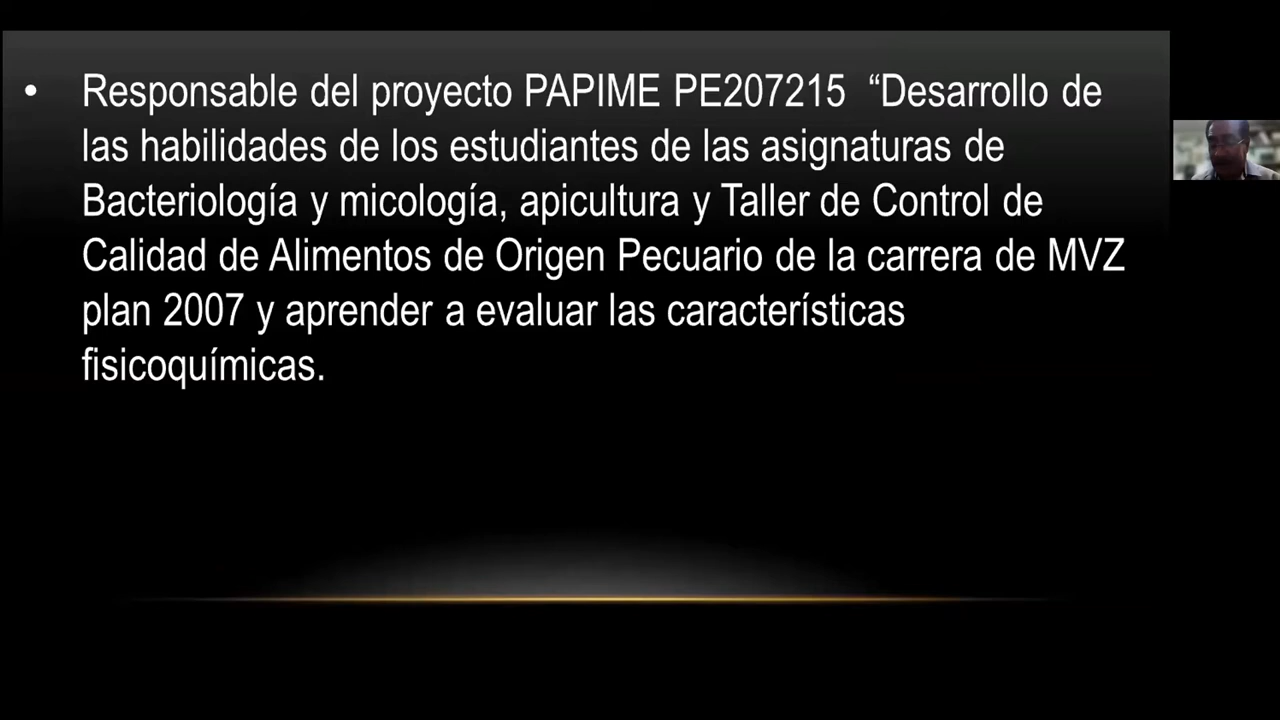 • Responsable del proyecto PAPIME PE207215 “Desarrollo de
las habilidades de los estudiantes de las asignaturas de
Bacteriología y micología, apicultura y Taller de Control de
Calidad de Alimentos de Origen Pecuario de la carrera de MVZ
plan 2007 y aprender a evaluar las características
fisicoquímicas.